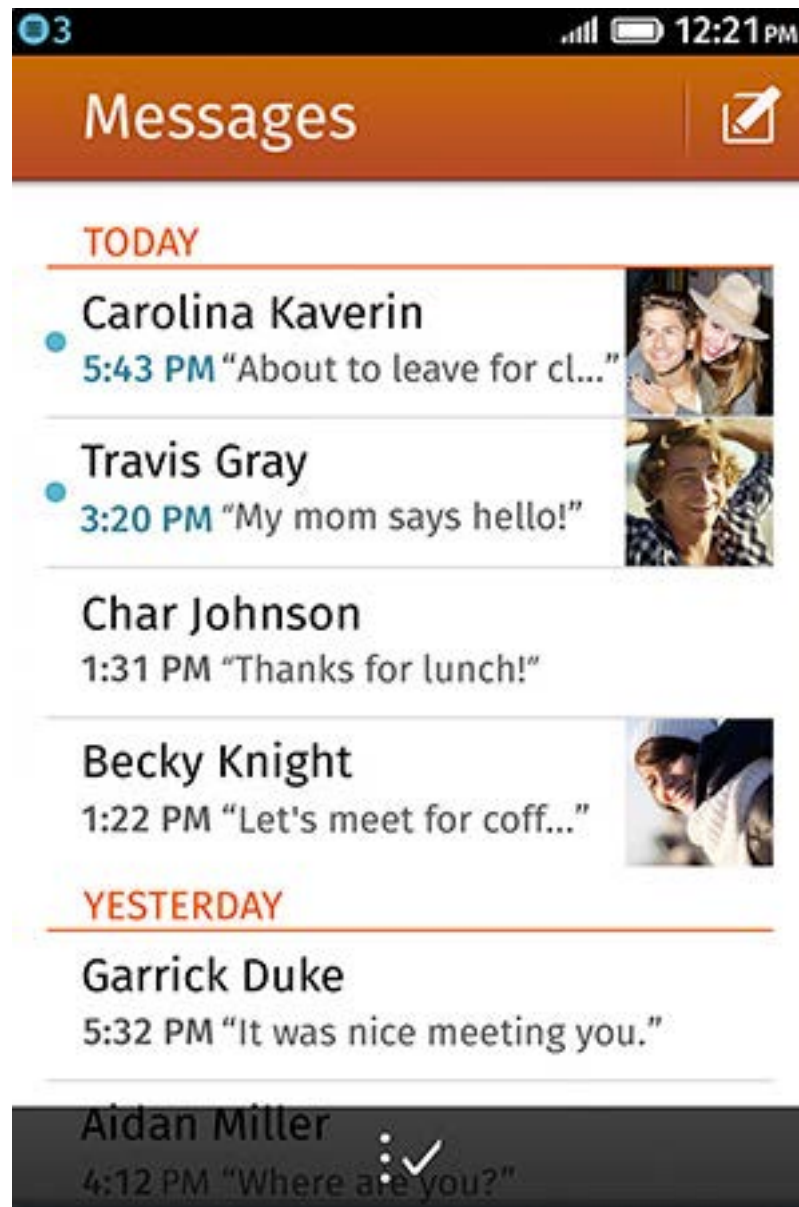 3 12:21 PM
Messages
TODAY
Carolina Kaverin
5:43 PM “About to leave for cl...”
Travis Gray
3:20 PM “My mom says hello!”
Char Johnson
1:31 PM “Thanks for lunch!”
Becky Knight
1:22 PM “Let's meet for coff...”
YESTERDAY
Garrick Duke
5:32 PM “It was nice meeting you.”
Aidan Miller
4:12 PM “Where are you?”